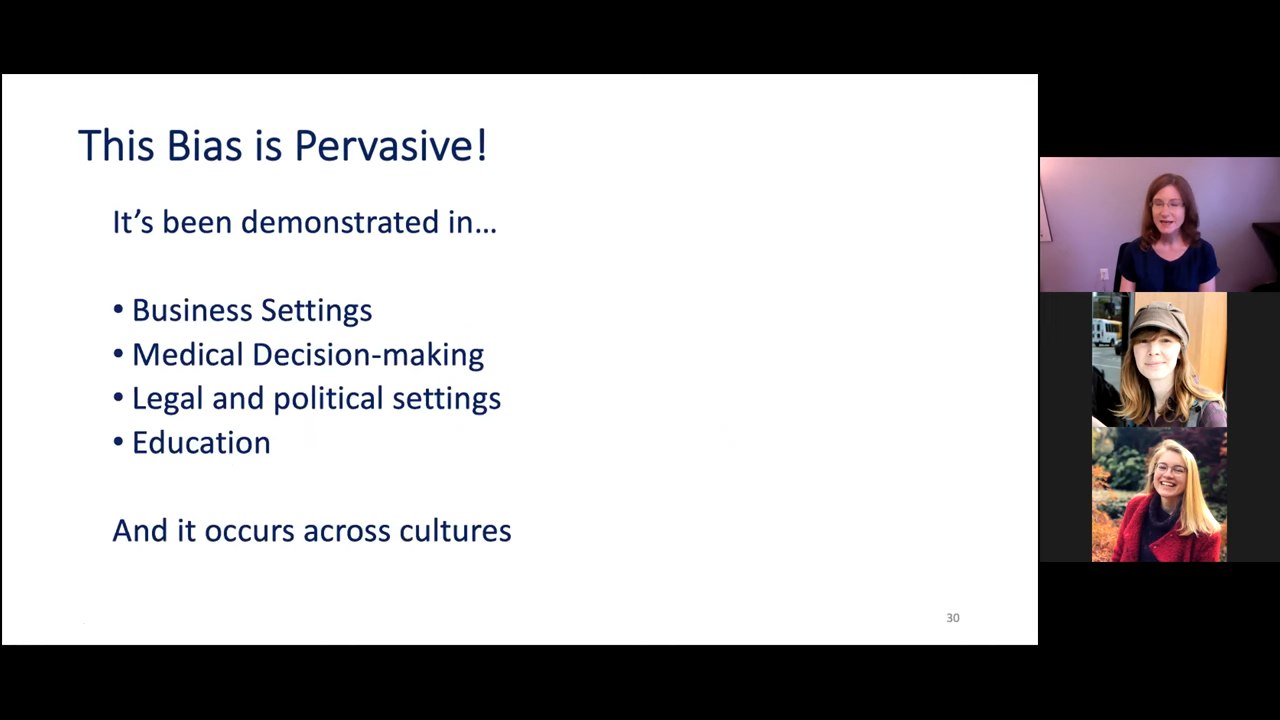 This Bias is Pervasive!
It’s been demonstrated in…
• Business Settings
• Medical Decision-making
• Legal and political settings
• Education
And it occurs across cultures
30